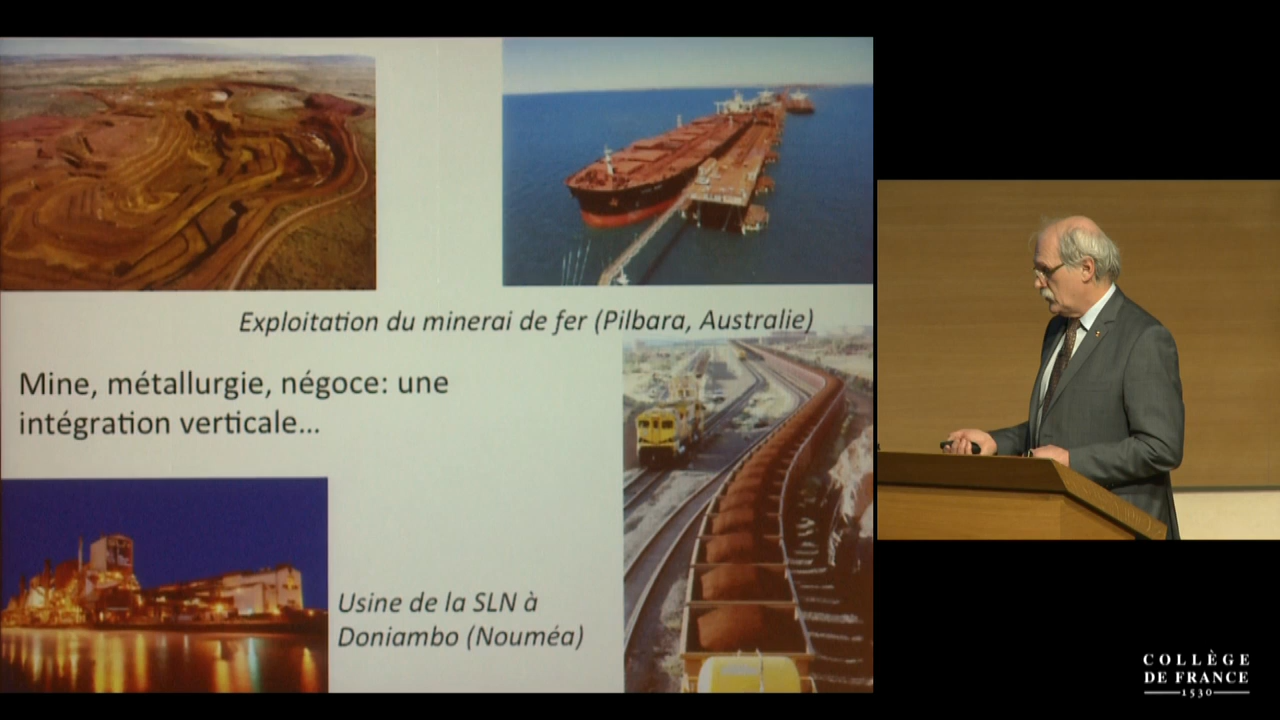 Exploitation du minerai de fer (Pilbara, Australie)
Mine, métallurgie, négoce: une
intégration verticale...
Usine de la SLN à
Doniambo (Nouméa)
COLLÈGE
DE FRANCE
1530